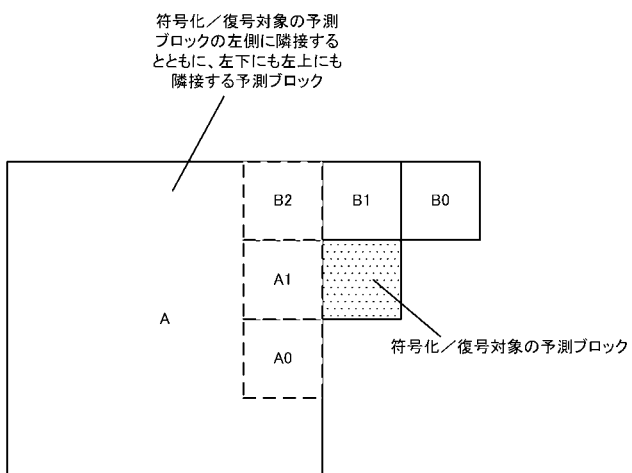 符号化／復号対象の予測
ブロックの左側に隣接する
とともに、左下にも左上にも
隣接する予測ブロック
B2
B1
B0
A1
A
A0
符号化／復号対象の予測ブロック